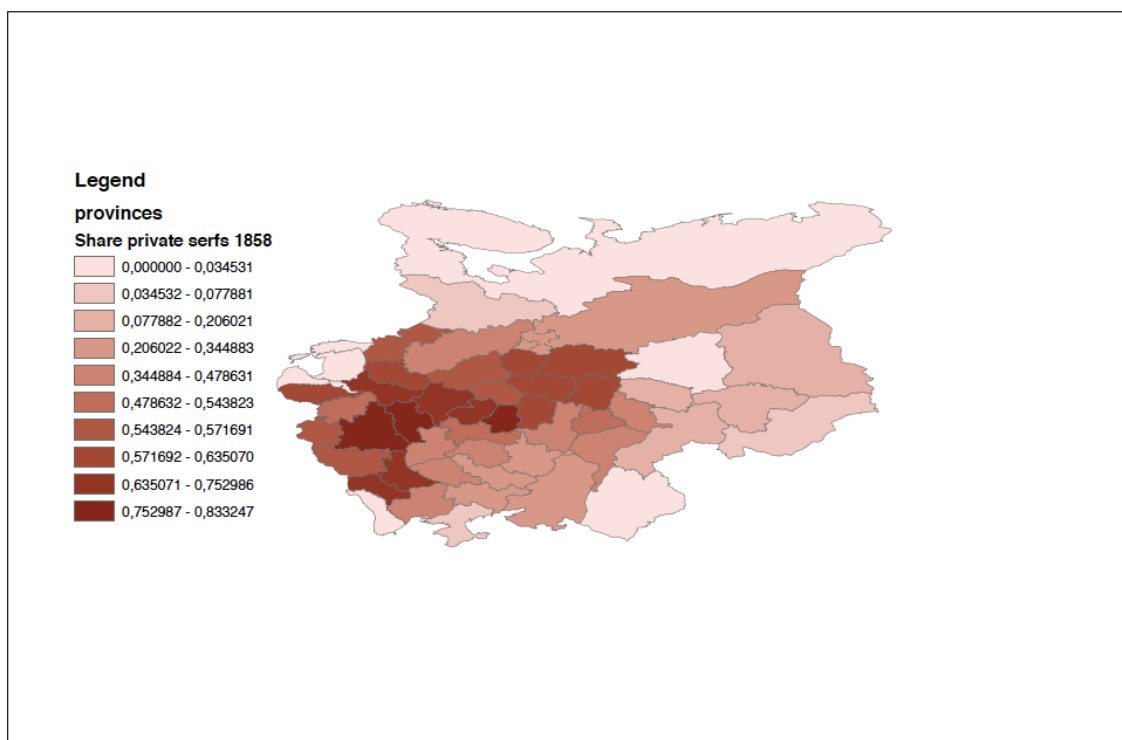 Legend
provinces
Share private serfs 1858
0,000000 - 0,034531
0,034532 - 0,077881
0,077882 - 0,206021
0,206022 - 0,344883
0,344884 - 0,478631
0,478632 - 0,543823
0,543824 - 0,571691
0,571692 - 0,635070
0,635071 - 0,752986
0,752987 - 0,833247